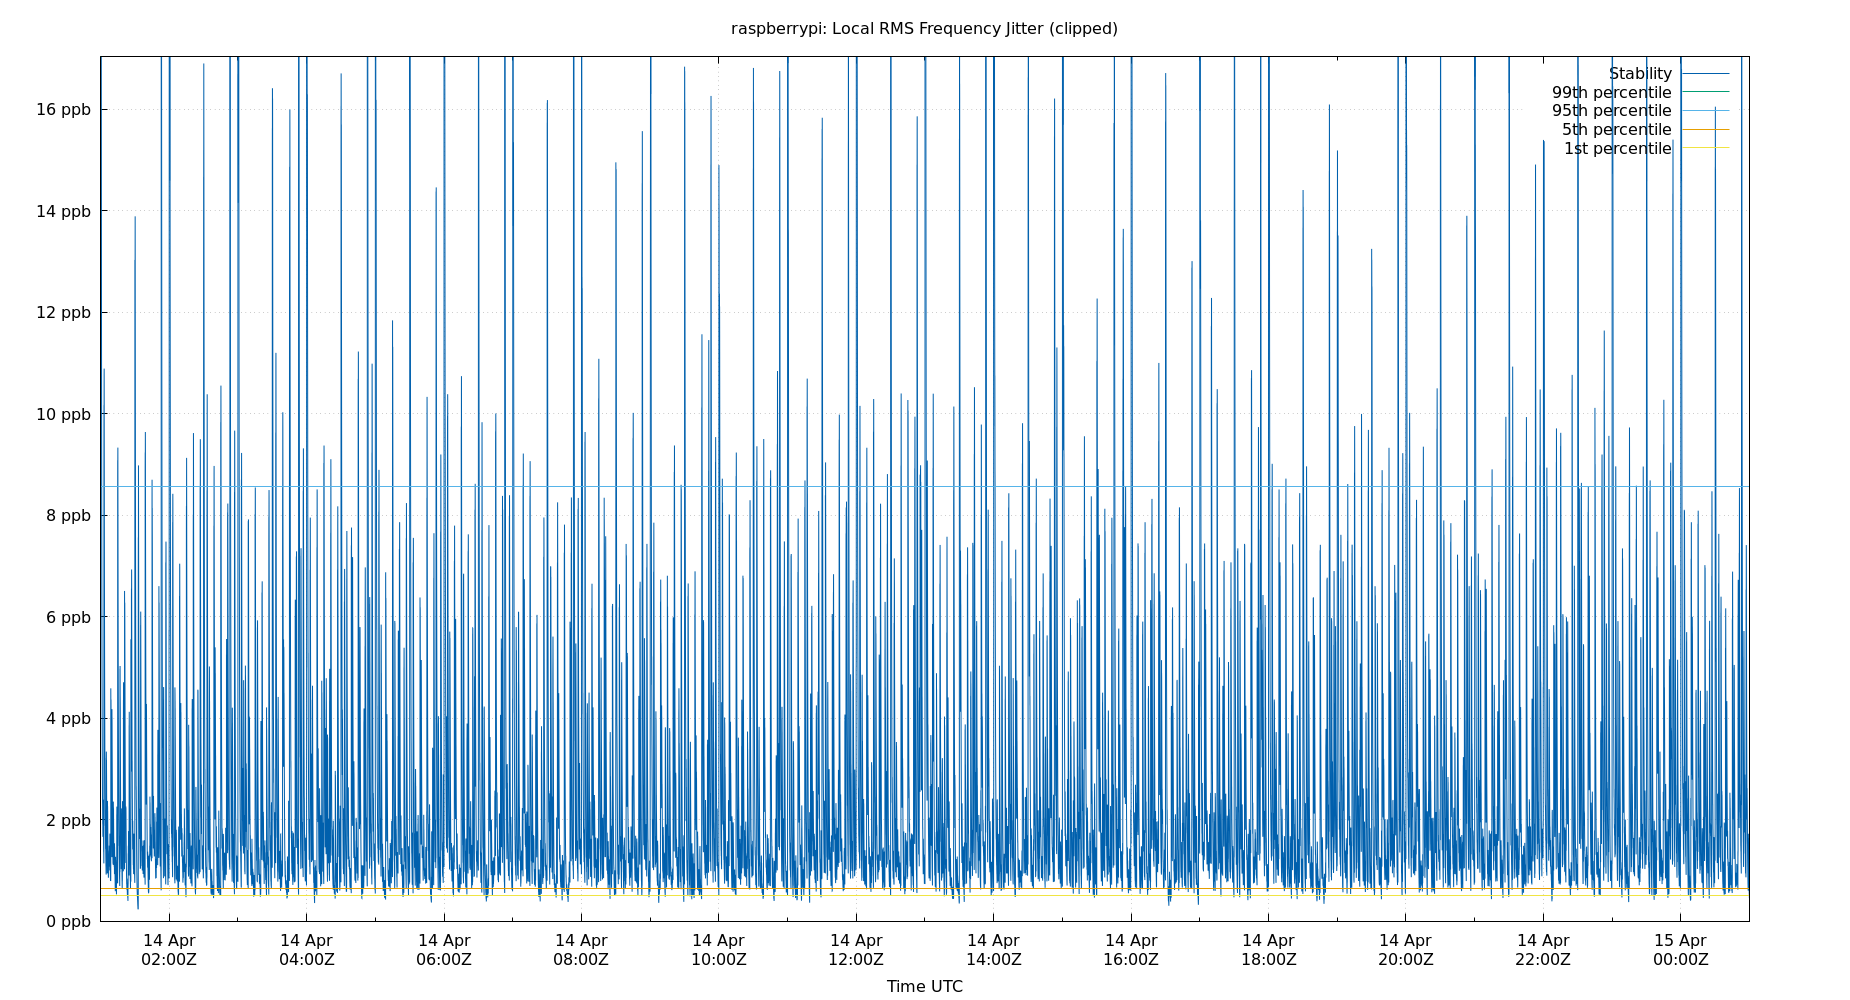 raspberrypi: Local RMS Frequency Jitter (clipped)
Stability
99th percentile
95th percentile
5th percentile
1st percentile
16 ppb
14 ppb
12 ppb
10 ppb
8 ppb
6 ppb
4 ppb
2 ppb
0 ppb
14 Apr 14 Apr 14 Apr 14 Apr 14 Apr 14 Apr 14 Apr 14 Apr 14 Apr 14 Apr 14 Apr 15 Apr
02:00Z 04:00Z 06:00Z 08:00Z 10:00Z 12:00Z 14:00Z 16:00Z 18:00Z 20:00Z 22:00Z 00:00Z
Time UTC